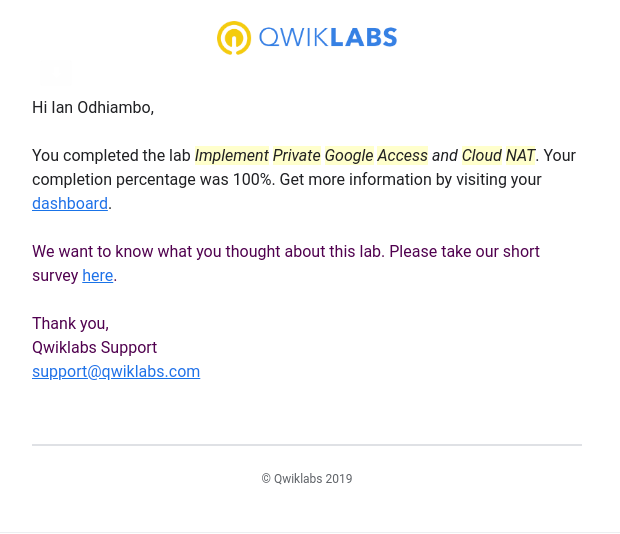 QWIKLABS
Hi Ian Odhiambo,
You completed the lab Implement Private Google Access and Cloud NAT. Your
completion percentage was 100%. Get more information by visiting your
dashboard.
We want to know what you thought about this lab. Please take our short
survey here.
Thank you,
Qwiklabs Support
support@qwiklabs.com
© Qwiklabs 2019